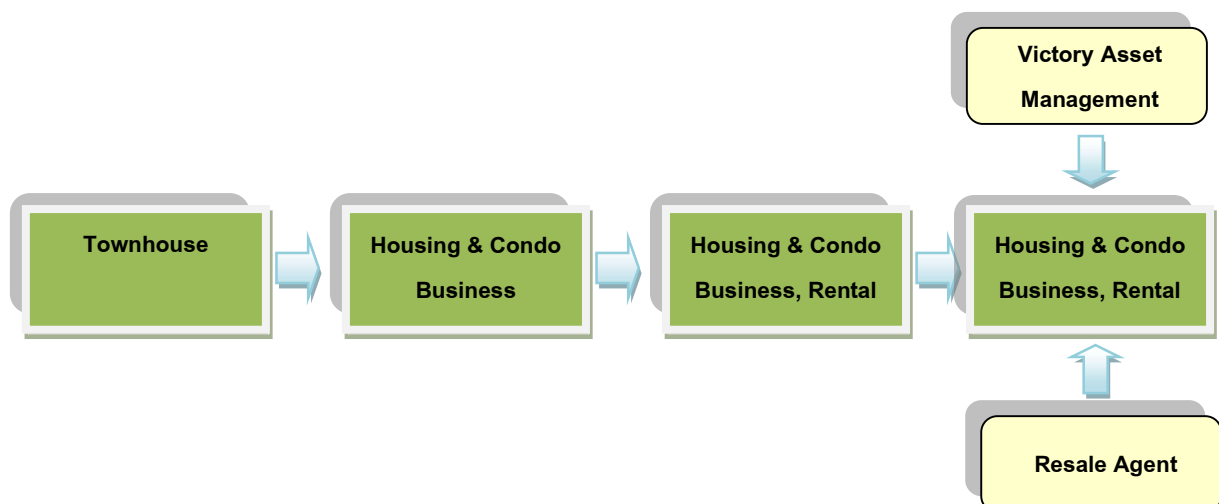 Victory Asset
Management
Townhouse
Housing & Condo
Business
Housing & Condo
Business, Rental
Housing & Condo
Business, Rental
Resale Agent